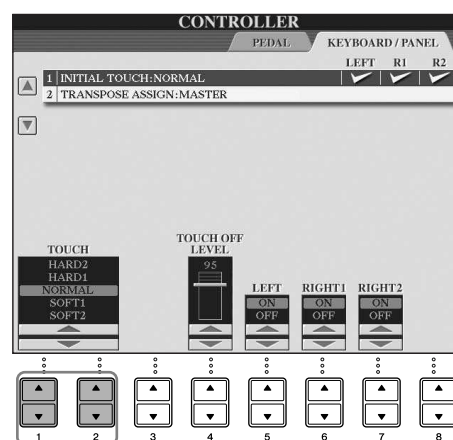 CONTROLLER
PEDAL KEYBOARD / PANEL
LEFT R1 R2
1 INITIAL TOUCH:NORMAL
2 TRANSPOSE ASSIGN:MASTER
TOUCH
HARD2
HARD1
NORMAL
SOFT1
SOFT2
TOUCH OFF
LEVEL
95
LEFT RIGHT1 RIGHT2
ON ON ON
OFF OFF OFF
1 2 3 4 5 6 7 8